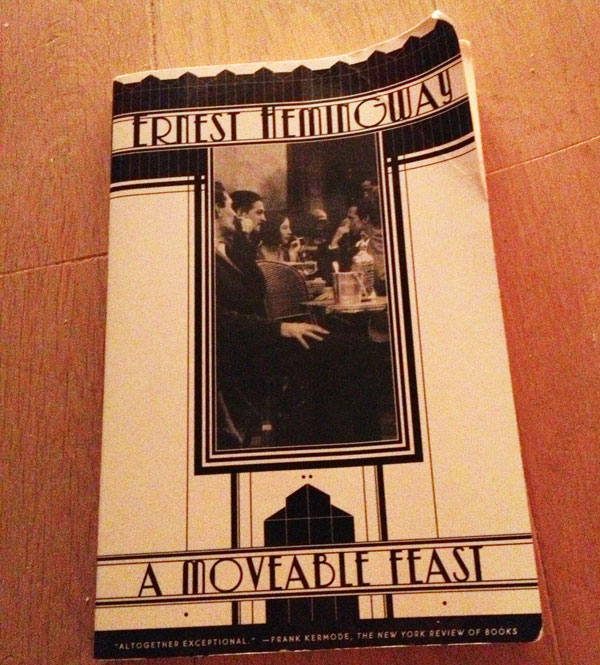 ERNEST HEMINGWAY
A MOVEABLE FEAST
"ALTOGETHER EXCEPTIONAL." —FRANK KERMODE, THE NEW YORK REVIEW OF BOOKS